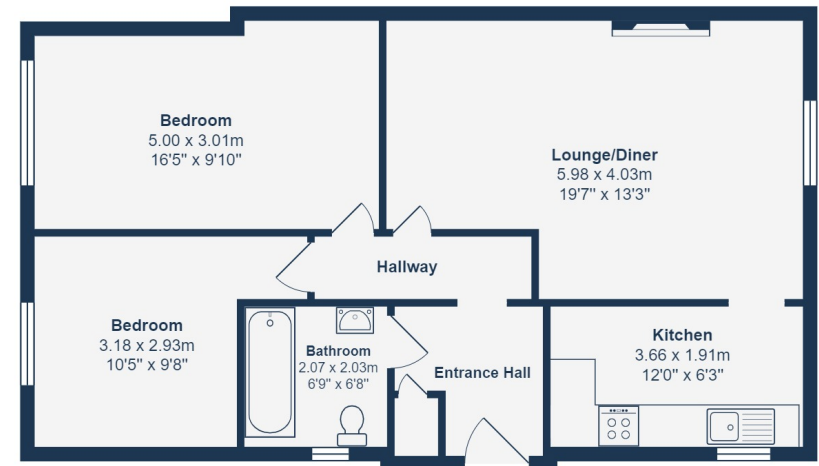 Bedroom
5.00 x 3.01m
16'5" x 9'10"
Lounge/Diner
5.98 x 4.03m
19'7" x 13'3"
Hallway
Bedroom
3.18 x 2.93m
10'5" x 9'8"
Bathroom
2.07 x 2.03m
6'9" x 6'8"
Entrance Hall
Kitchen
3.66 x 1.91m
12'0" x 6'3"